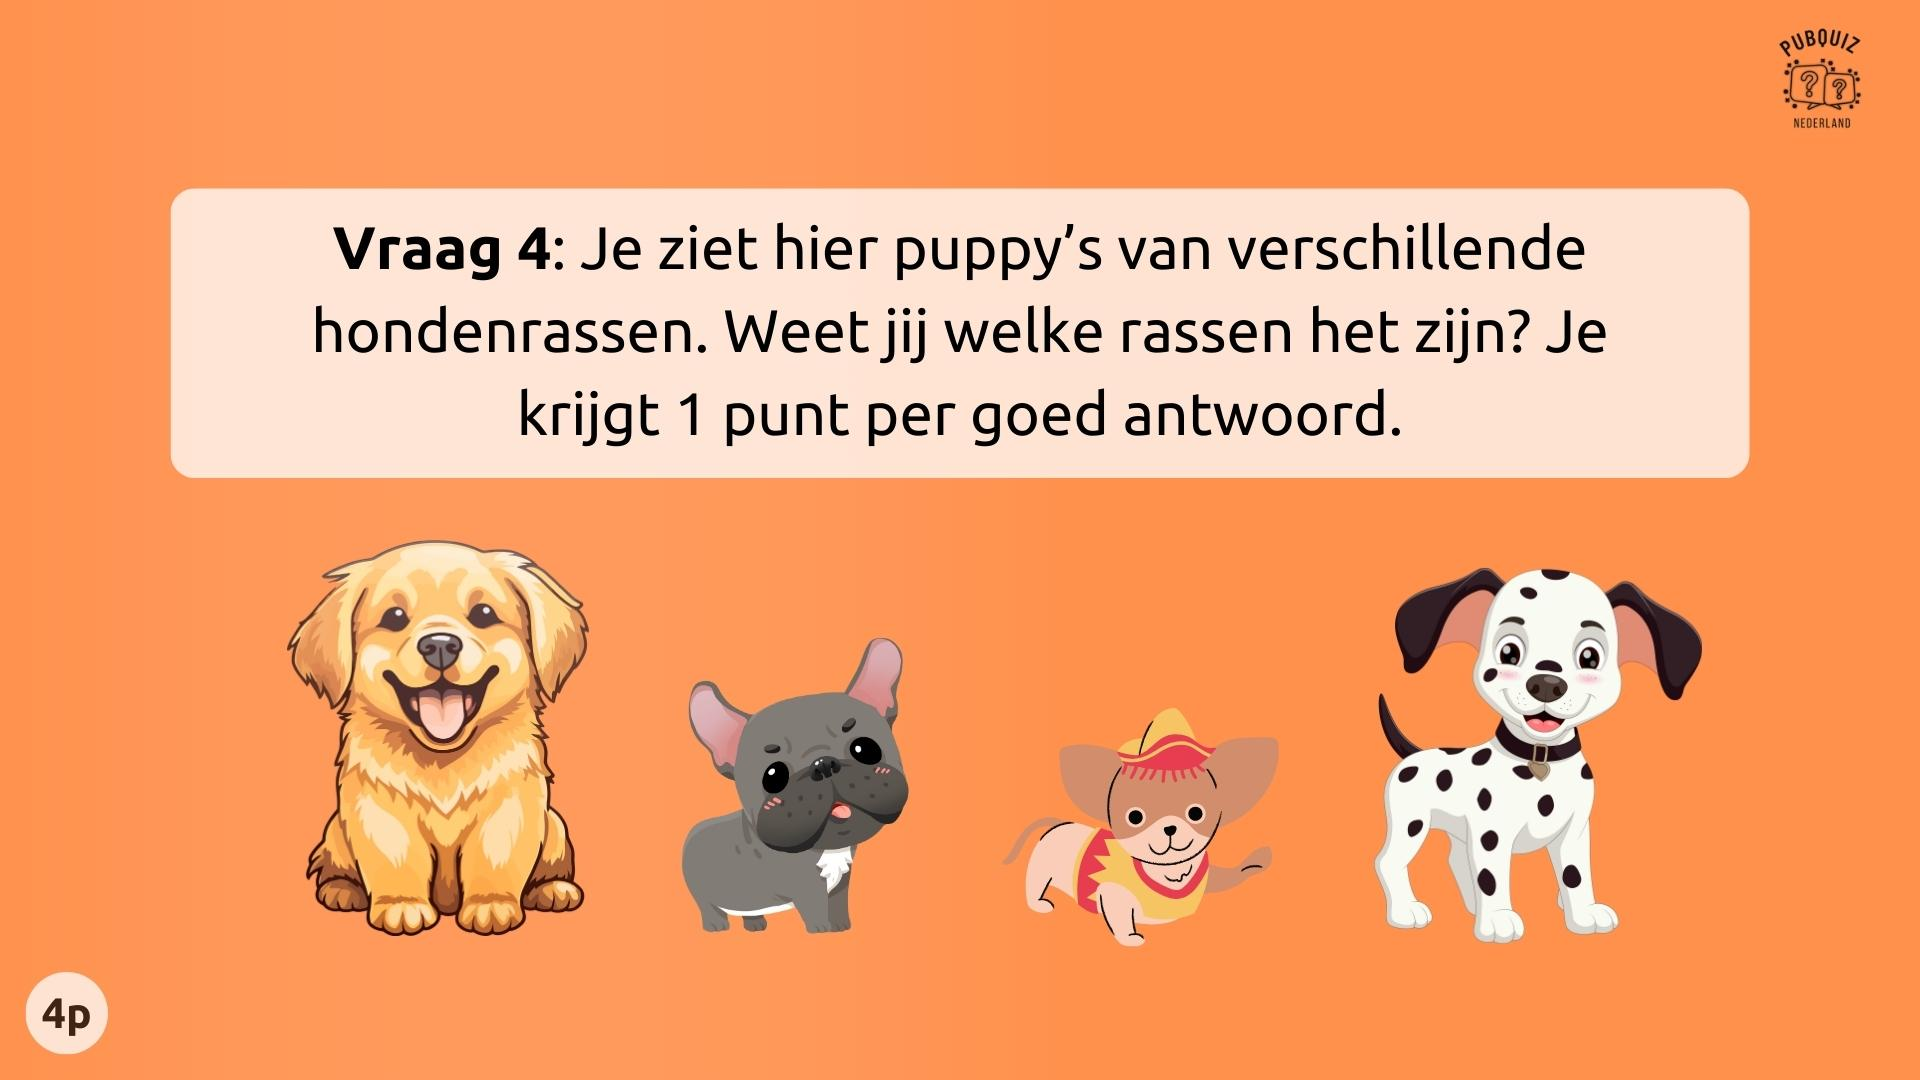 PUBQUIZ
? ?
NEDERLAND
Vraag 4: Je ziet hier puppy’s van verschillende
hondenrassen. Weet jij welke rassen het zijn? Je
krijgt 1 punt per goed antwoord.
4p